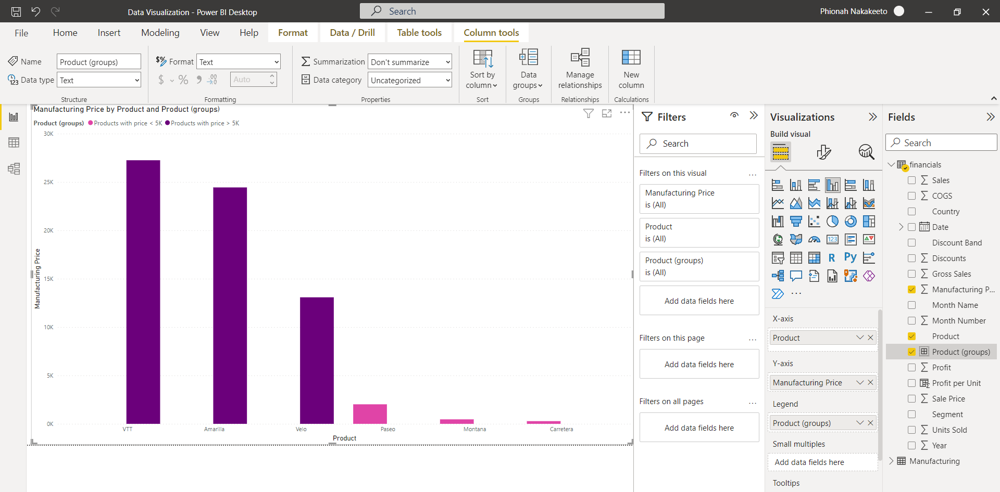 Data Visualization - Power BI Desktop
Search
Phionah Nakakeeto
File Home Insert Modeling View Help Format Data / Drill Table tools Column tools
Name Product (groups)
Data type Text
Structure
$% Format Text
$ % 9 .00 Auto
Formatting
Summarization Don't summarize
Data category Uncategorized
Properties
Sort by column
Sort
Data groups
Groups
Manage relationships
Relationships
New column
Calculations
Manufacturing Price by Product and Product (groups)
Product (groups) Products with price < 5K Products with price > 5K
30K
25K
20K
15K
10K
5K
0K
Manufacturing Price
VTT Amarilla Velo Paseo Montana Carretera
Product
Filters
Search
Filters on this visual ...
Manufacturing Price
is (All)
Product
is (All)
Product (groups)
is (All)
Add data fields here
Filters on this page ...
Add data fields here
Filters on all pages ...
Add data fields here
Visualizations
Build visual
123
R Py
...
X-axis
Product
Y-axis
Manufacturing Price
Legend
Product (groups)
Small multiples
Add data fields here
Tooltips
Fields
Search
financials
Sales
COGS
Country
Date
Discount Band
Discounts
Gross Sales
Manufacturing P...
Month Name
Month Number
Product
Product (groups)
Profit
Profit per Unit
Sale Price
Segment
Units Sold
Year
Manufacturing